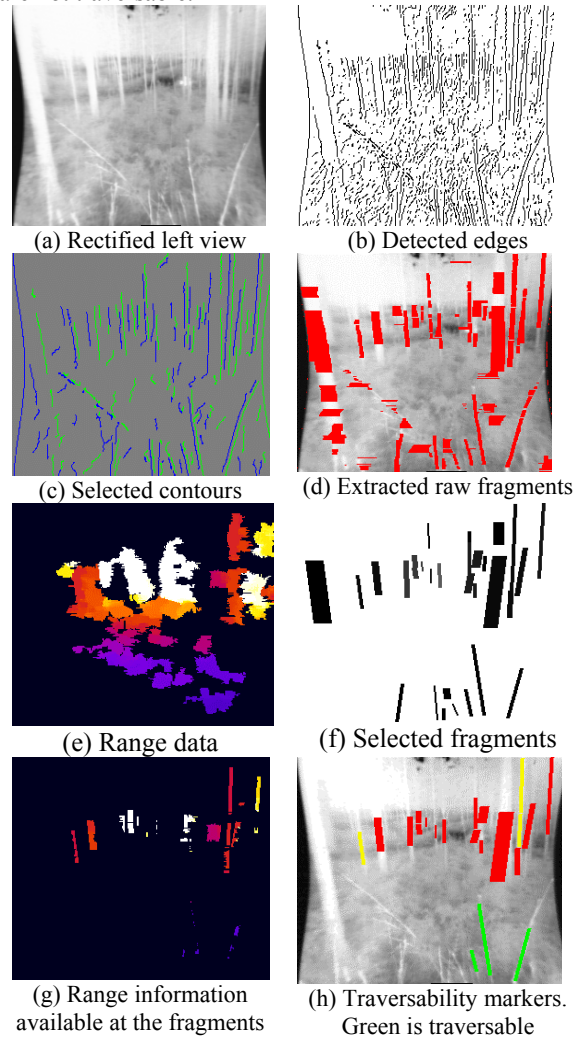 (a) Rectified left view
(b) Detected edges
(c) Selected contours
(d) Extracted raw fragments
(e) Range data
(f) Selected fragments
(g) Range information
available at the fragments
(h) Traversability markers.
Green is traversable